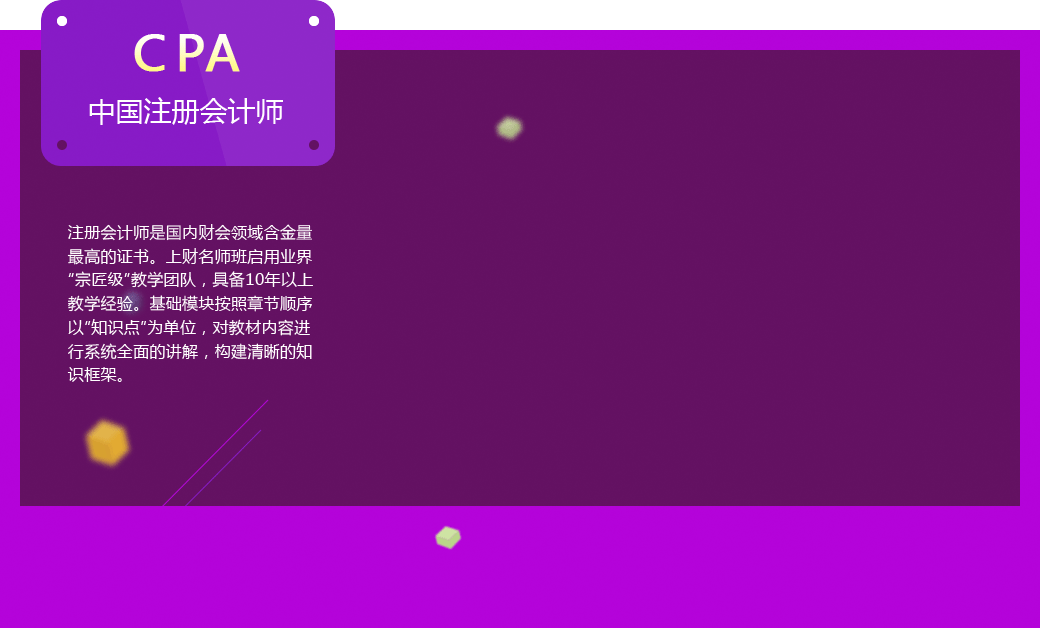 CPA
中国注册会计师
注册会计师是国内财会领域含金量
最高的证书。上财名师班启用业界
“宗匠级”教学团队，具备10年以上
教学经验。基础模块按照章节顺序
以“知识点”为单位，对教材内容进
行系统全面的讲解，构建清晰的知
识框架。